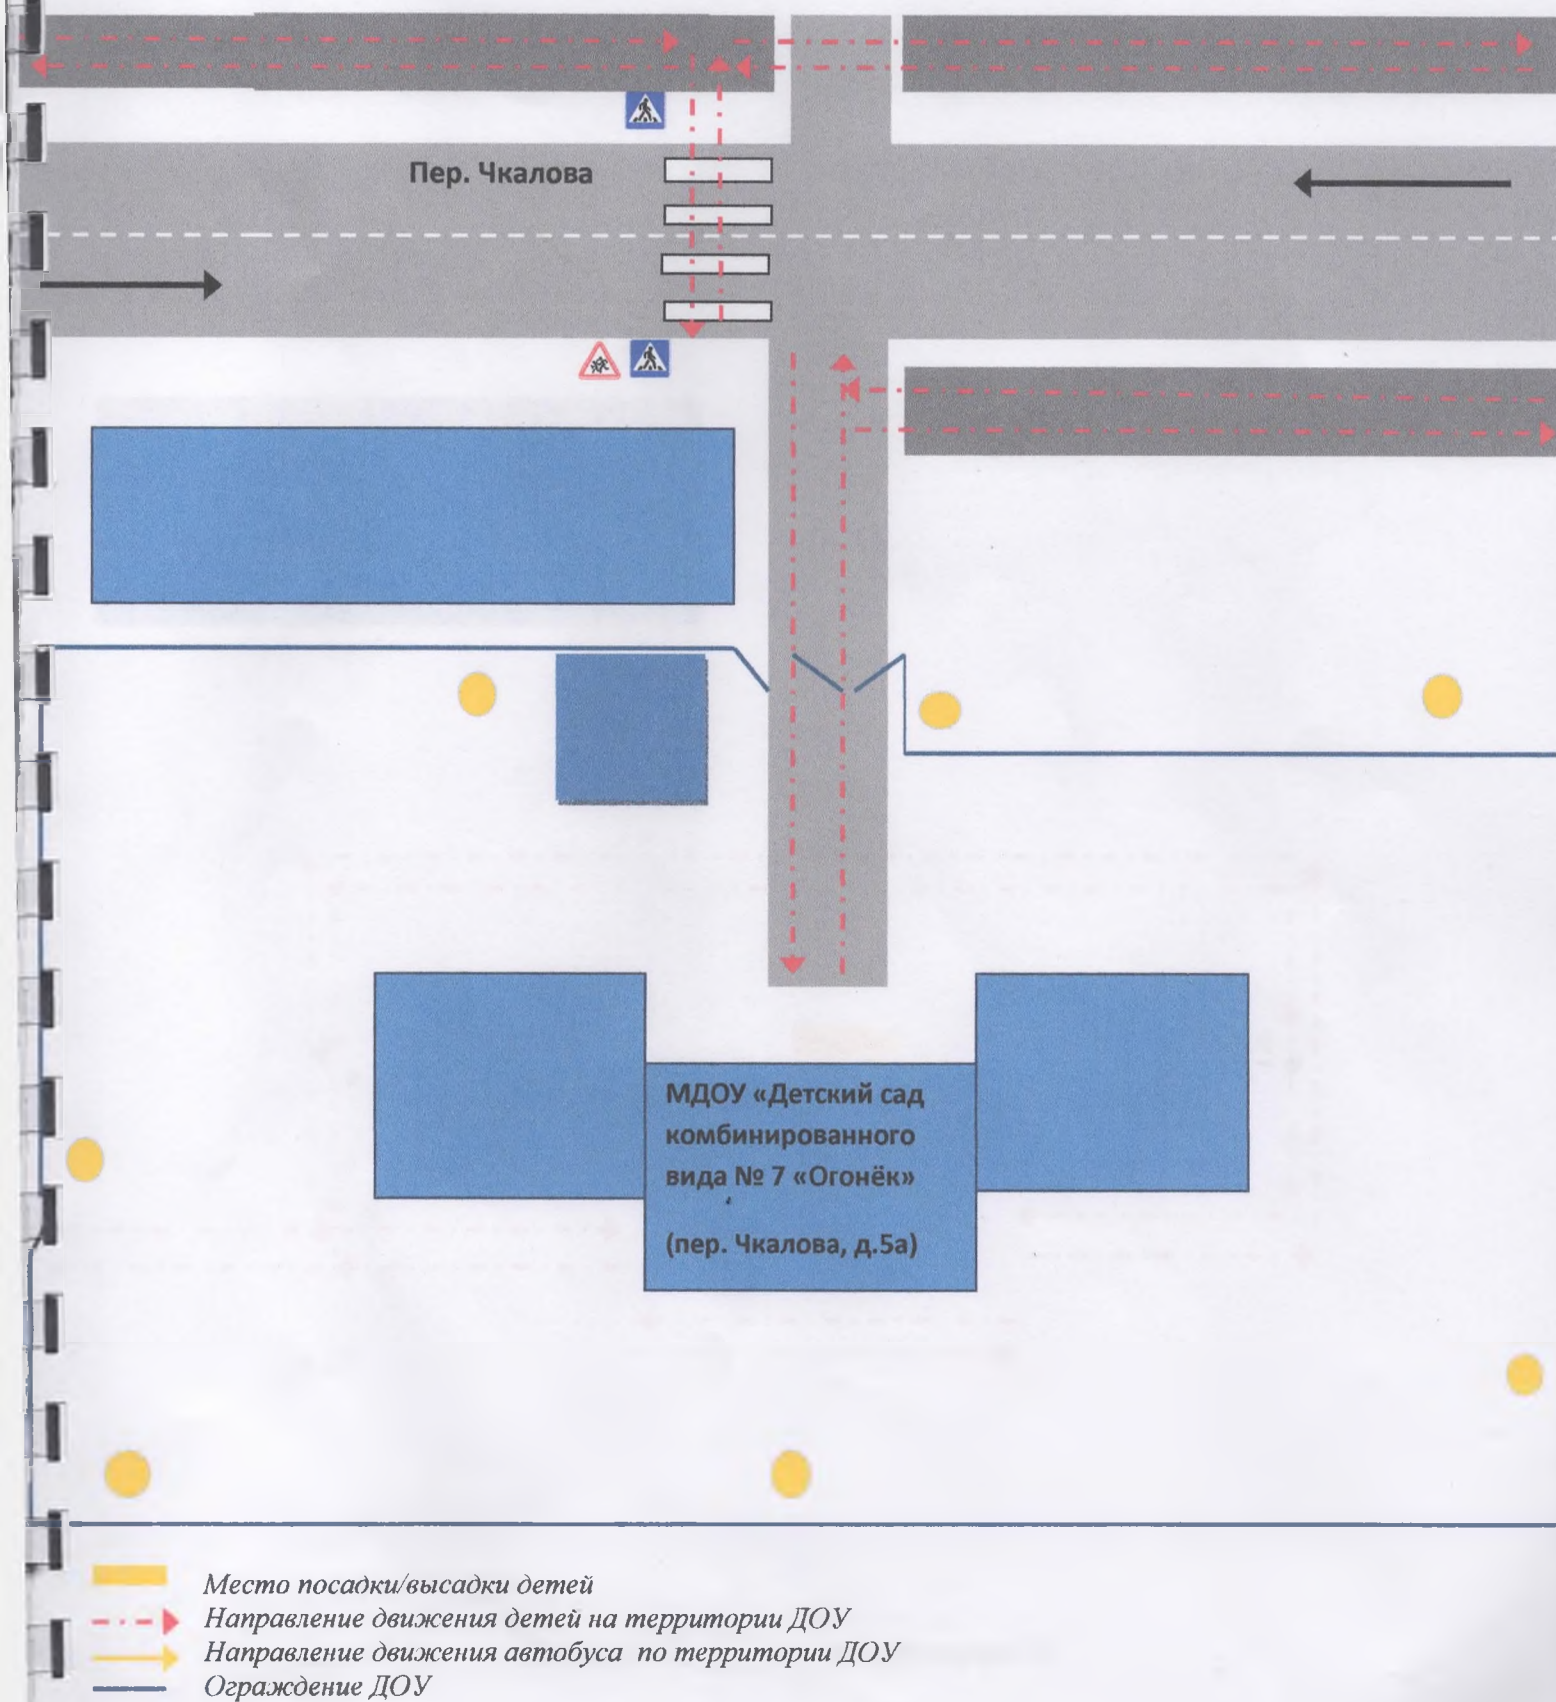 Пер. Чкалова
МДОУ «Детский сад
комбинированного
вида № 7 «Огонёк»
(пер. Чкалова, д.5а)
Место посадки/высадки детей
Направление движения детей на территории ДОУ
Направление движения автобуса по территории ДОУ
Ограждение ДОУ